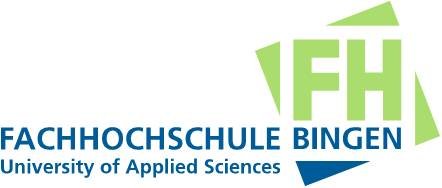 FH
FACHHOCHSCHULE BINGEN
University of Applied Sciences